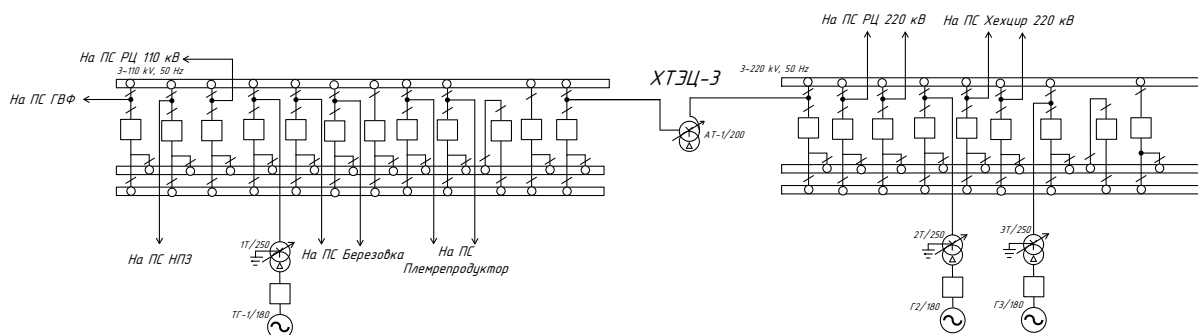 На ПС РЦ 110 кВ
3~110 kV, 50 Hz
На ПС ГВФ
На ПС НПЗ
1Т/250
ТГ-1/180
На ПС Березовка
На ПС
Племрепродуктор
ХТЭЦ-3
АТ-1/200
На ПС РЦ 220 кВ
На ПС Хехцир 220 кВ
3~220 kV, 50 Hz
2Т/250
3Т/250
Г2/180
Г3/180